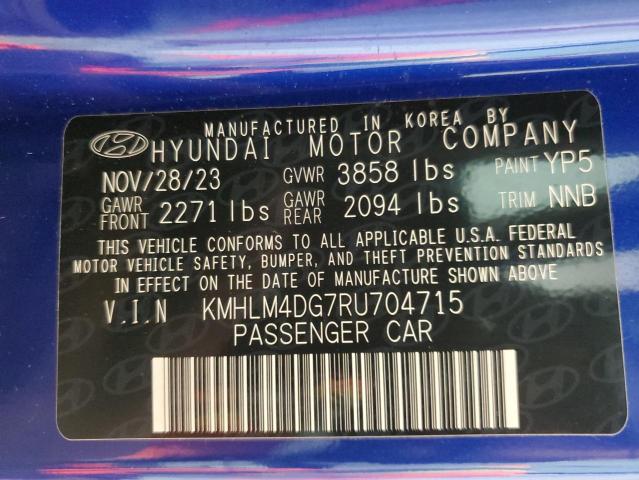 MANUFACTURED IN KOREA BY
HYUNDAI MOTOR COMPANY
NOV/28/23 GVWR 3858 lbs PAINT YP5
GAWR FRONT 2271 lbs GAWR REAR 2094 lbs TRIM NNB
THIS VEHICLE CONFORMS TO ALL APPLICABLE U.S.A. FEDERAL
MOTOR VEHICLE SAFETY, BUMPER, AND THEFT PREVENTION STANDARDS
IN EFFECT ON THE DATE OF MANUFACTURE SHOWN ABOVE.
V.I.N KMHLM4DG7RU704715
PASSENGER CAR